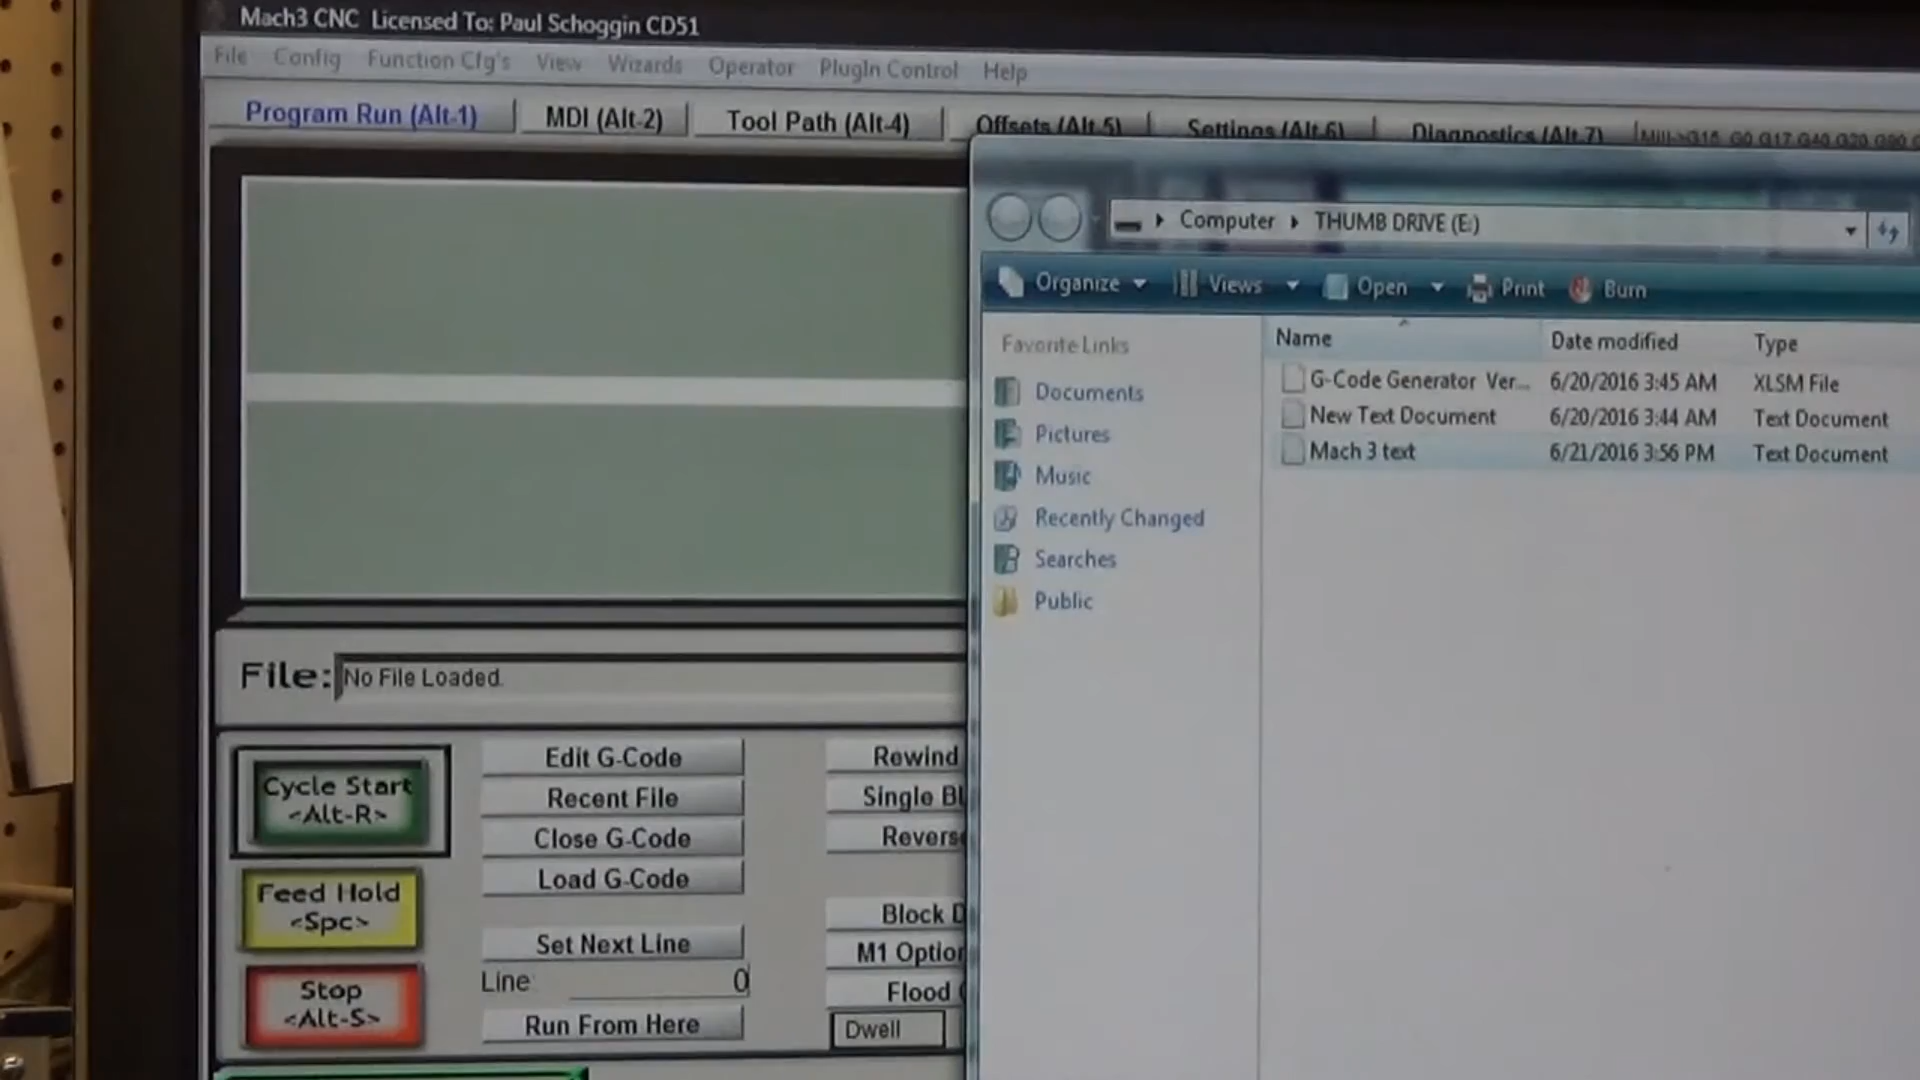 Mach3 CNC Licensed To: Paul Schoggin CD51
File Config Function Cfg's View Wizards Operator PlugIn Control Help
Program Run (Alt-1) MDI (Alt-2) Tool Path (Alt-4) Offsets (Alt-5) Settings (Alt-6) Diagnostics (Alt-7)
Computer THUMB DRIVE (E:)
Organize Views Open Print Burn
Favorite Links
Documents
Pictures
Music
Recently Changed
Searches
Public
Name Date modified Type
G-Code Generator Ver... 6/20/2016 3:45 AM XLSM File
New Text Document 6/20/2016 3:44 AM Text Document
Mach 3 text 6/21/2016 3:56 PM Text Document
File: No File Loaded.
Cycle Start
<Alt-R>
Feed Hold
<Spc>
Stop
<Alt-S>
Edit G-Code
Recent File
Close G-Code
Load G-Code
Set Next Line
Line: 0
Run From Here
Rewind
Single Bl
Revers
Block D
M1 Option
Flood
Dwell